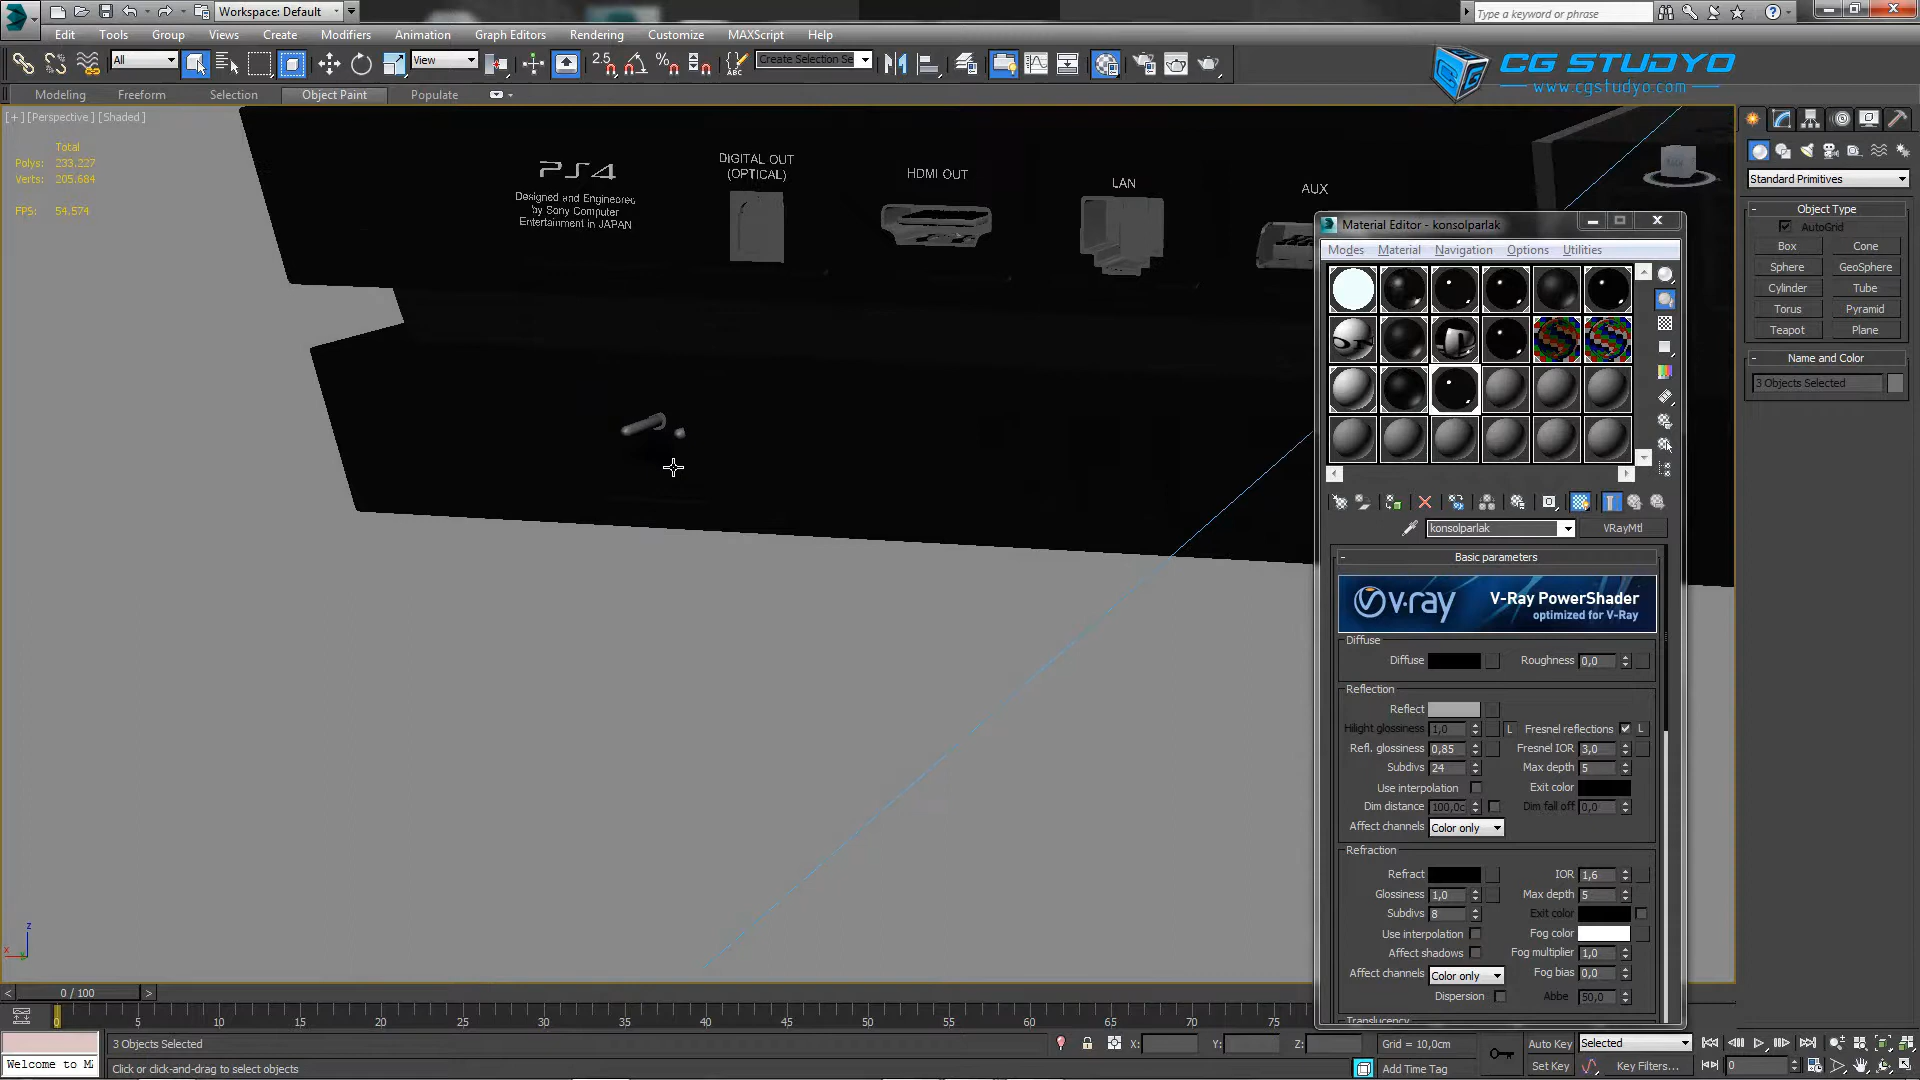 Workspace: Default
Type a keyword or phrase
Edit Tools Group Views Create Modifiers Animation Graph Editors Rendering Customize MAXScript Help
All
View
2.5
Create Selection Se
CG STUDYO
www.cgstudyo.com
Modeling Freeform Selection Object Paint Populate
[+] [Perspective] [Shaded]
Total
Polys: 233.227
Verts: 205.684
FPS: 54.574
PS4
Designed and Engineered
by Sony Computer
Entertainment in JAPAN
DIGITAL OUT
(OPTICAL)
HDMI OUT
LAN
AUX
Material Editor - konsolparlak
Modes Material Navigation Options Utilities
konsolparlak
VRayMtl
Basic parameters
v·ray
V-Ray PowerShader
optimized for V-Ray
Diffuse
Diffuse
Roughness 0,0
Reflection
Reflect
Hilight glossiness 1,0 L Fresnel reflections L
Refl. glossiness 0,85 Fresnel IOR 3,0
Subdivs 24 Max depth 5
Use interpolation Exit color
Dim distance 100,0c Dim fall off 0,0
Affect channels Color only
Refraction
Refract IOR 1,6
Glossiness 1,0 Max depth 5
Subdivs 8 Exit color
Use interpolation Fog color
Affect shadows Fog multiplier 1,0
Affect channels Color only Fog bias 0,0
Dispersion Abbe 50,0
Translucency
Standard Primitives
Object Type
AutoGrid
Box Cone
Sphere GeoSphere
Cylinder Tube
Torus Pyramid
Teapot Plane
Name and Color
3 Objects Selected
z
x
0 / 100
0 5 10 15 20 25 30 35 40 45 50 55 60 65 70 75
Welcome to M
3 Objects Selected
Click or click-and-drag to select objects
X: Y: Z: Grid = 10,0cm
Add Time Tag
Auto Key Selected
Set Key Key Filters...
0